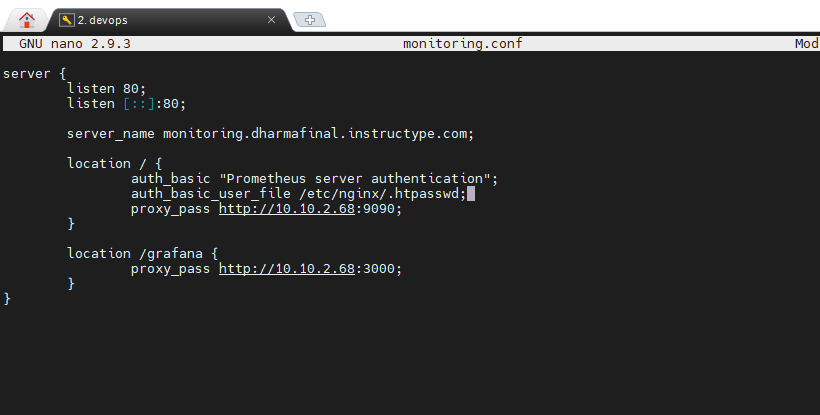 2. devops
GNU nano 2.9.3 monitoring.conf Mod
server {
listen 80;
listen [::]:80;
server_name monitoring.dharmafinal.instructype.com;
location / {
auth_basic "Prometheus server authentication";
auth_basic_user_file /etc/nginx/.htpasswd;
proxy_pass http://10.10.2.68:9090;
}
location /grafana {
proxy_pass http://10.10.2.68:3000;
}
}